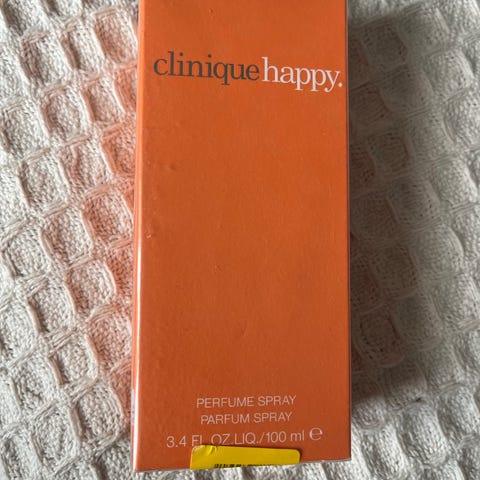 clinique happy.
PERFUME SPRAY
PARFUM SPRAY
3.4 FL.OZ.LIQ./100 ml ℮